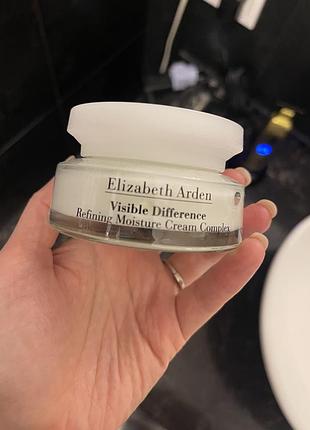 Elizabeth Arden
Visible Difference
Refining Moisture Cream Complex